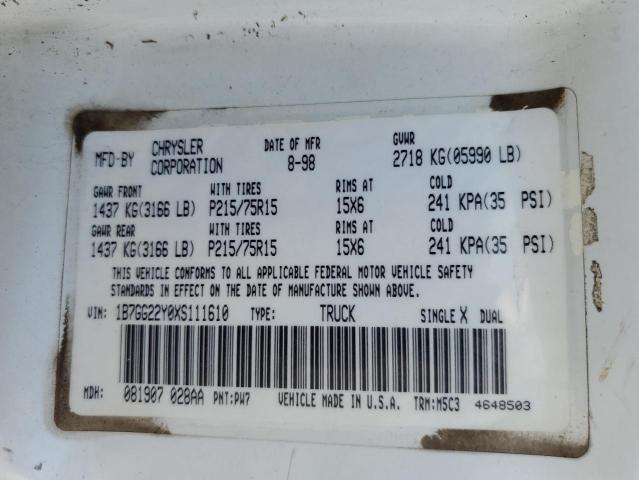 MFD BY CHRYSLER CORPORATION DATE OF MFR 8-98 GVWR 2718 KG(05990 LB)
GAWR FRONT WITH TIRES RIMS AT COLD
1437 KG(3166 LB) P215/75R15 15X6 241 KPA(35 PSI)
GAWR REAR WITH TIRES RIMS AT COLD
1437 KG(3166 LB) P215/75R15 15X6 241 KPA(35 PSI)
THIS VEHICLE CONFORMS TO ALL APPLICABLE FEDERAL MOTOR VEHICLE SAFETY
STANDARDS IN EFFECT ON THE DATE OF MANUFACTURE SHOWN ABOVE.
VIN: 1B7GG22Y0XS111610 TYPE: TRUCK SINGLE X DUAL
MDH: 081907 028AA PNT:PW7 VEHICLE MADE IN U.S.A. TRM:M5C3 4648503